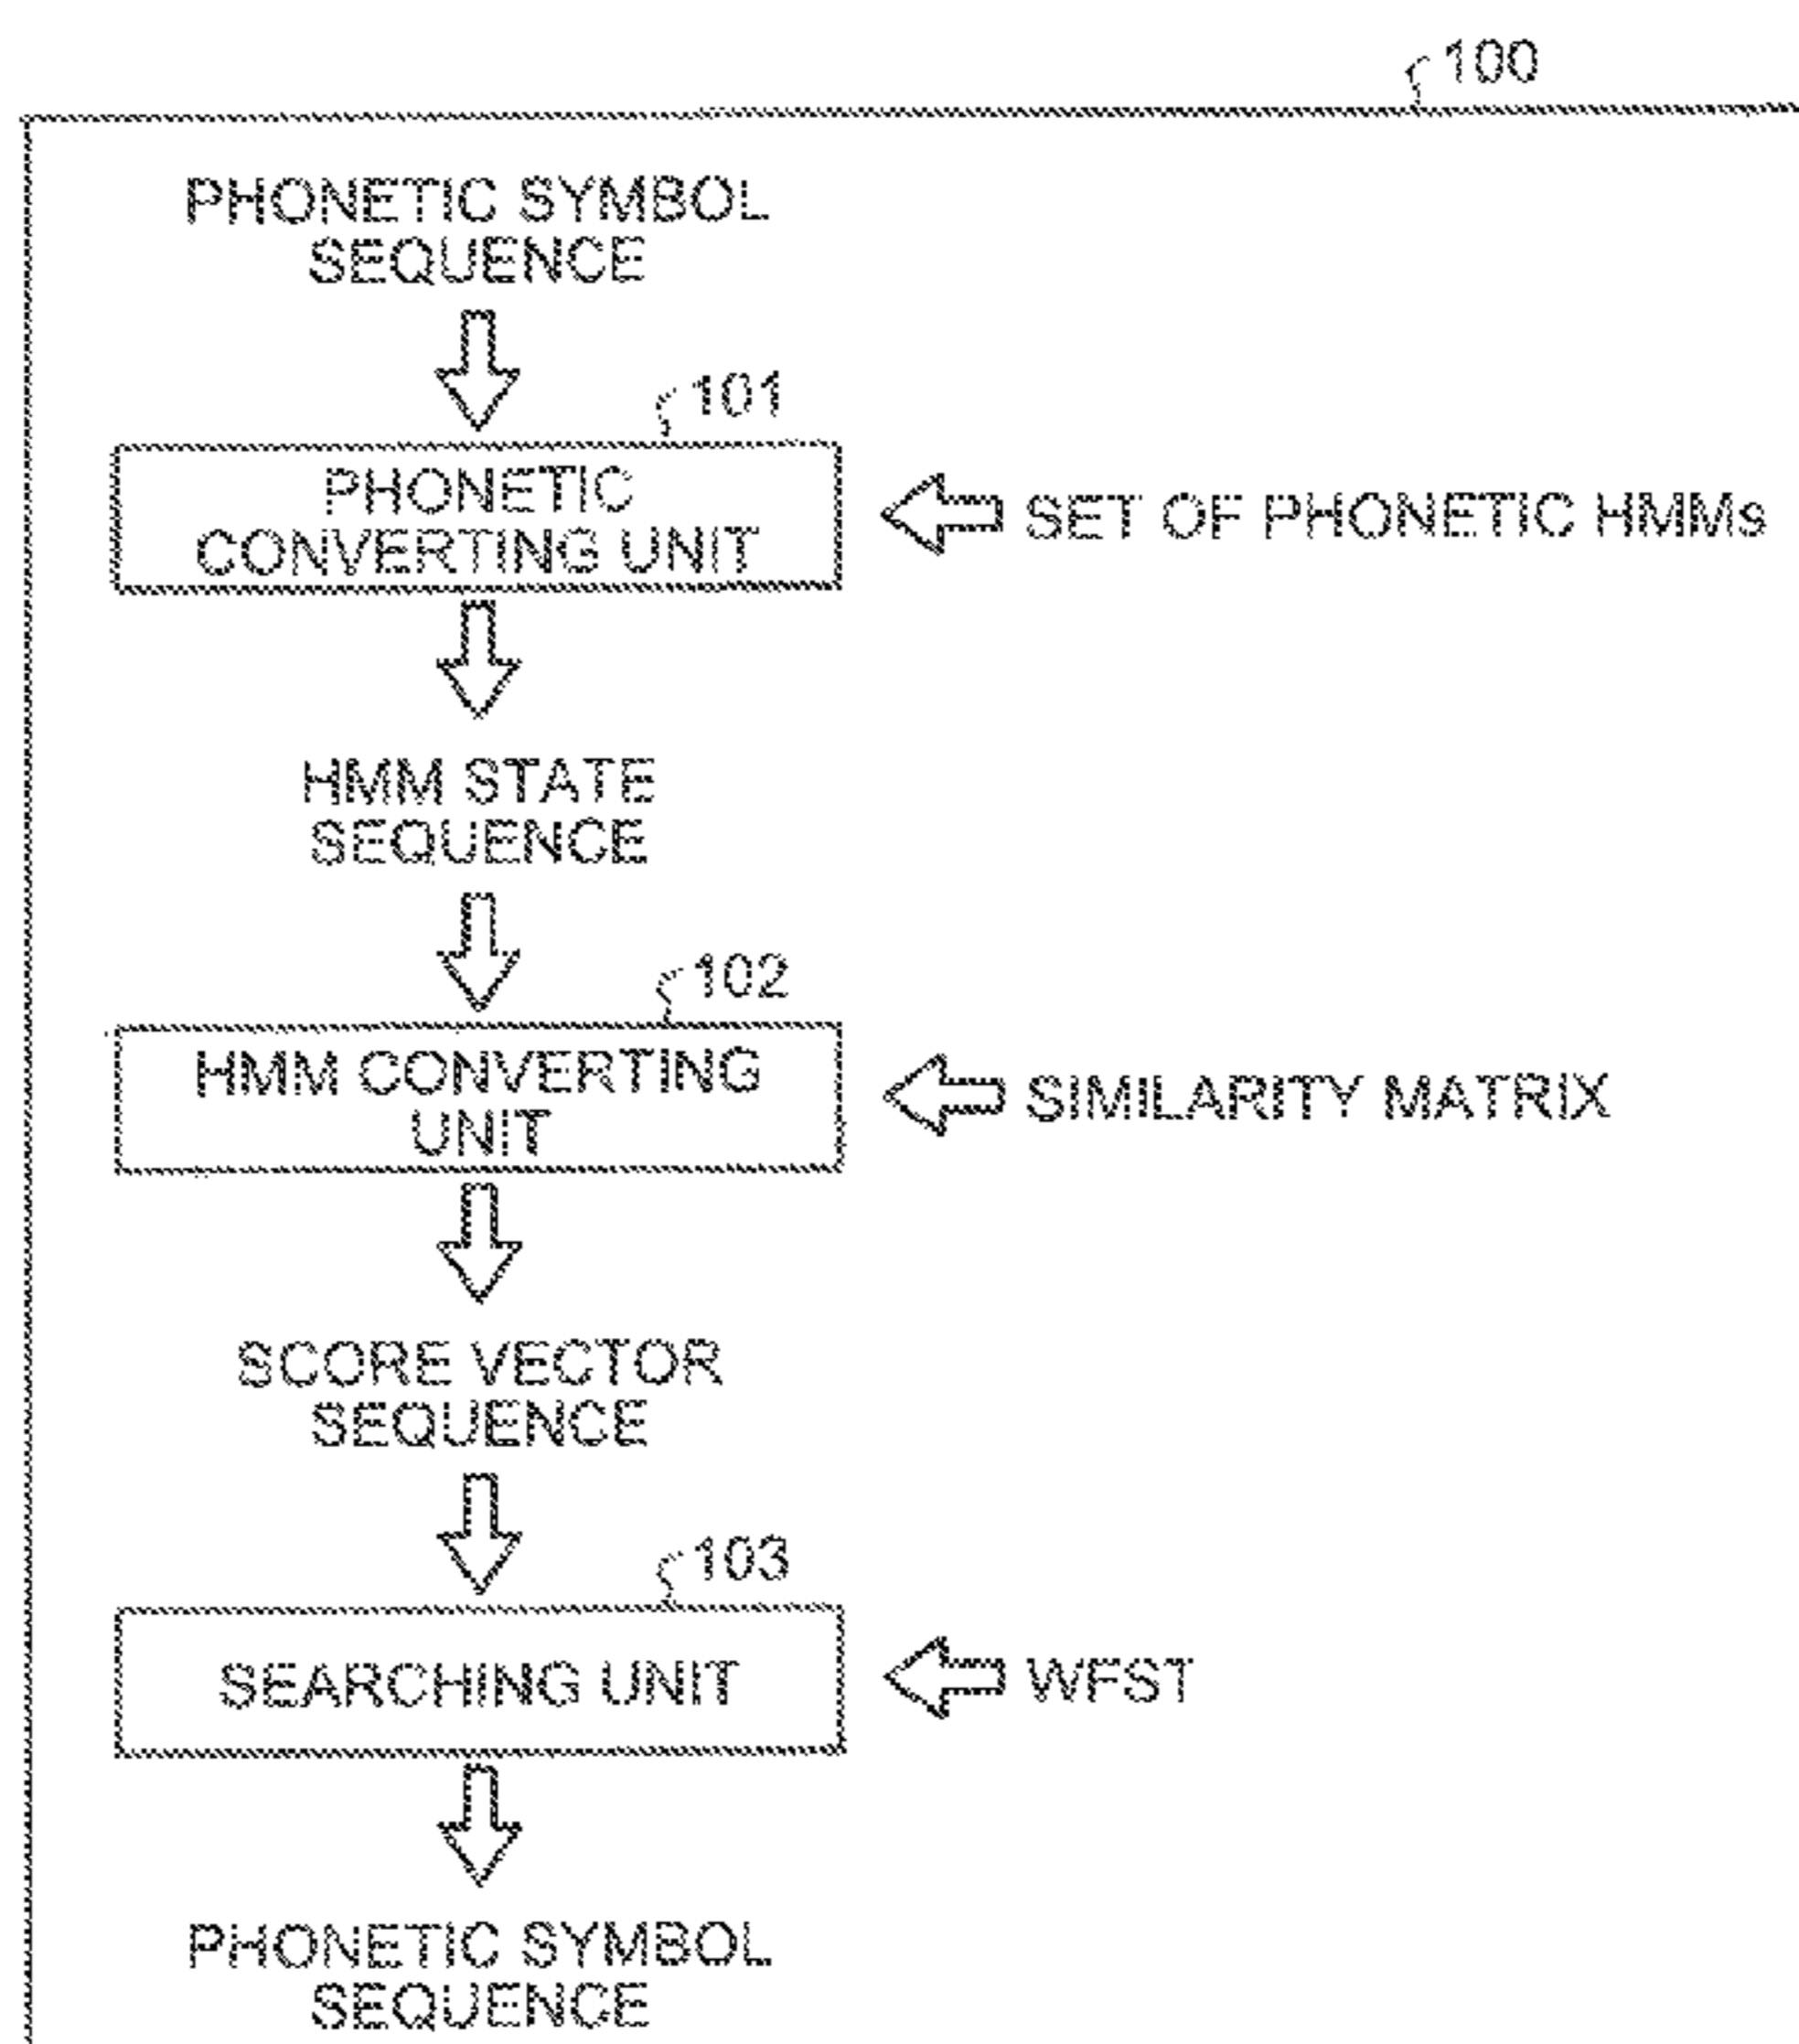 100
PHONETIC SYMBOL
SEQUENCE
101
PHONETIC
CONVERTING UNIT
SET OF PHONETIC HMMs
HMM STATE
SEQUENCE
102
HMM CONVERTING
UNIT
SIMILARITY MATRIX
SCORE VECTOR
SEQUENCE
103
SEARCHING UNIT
WFST
PHONETIC SYMBOL
SEQUENCE